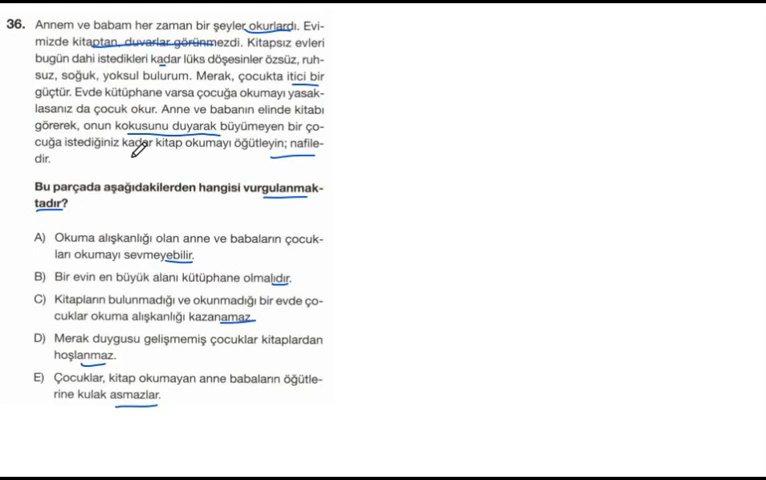 36. Annem ve babam her zaman bir şeyler okurlardı. Evi-
mizde kitaptan, duvarlar görünmezdi. Kitapsız evleri
bugün dahi istedikleri kadar lüks döşesinler özsüz, ruh-
suz, soğuk, yoksul bulurum. Merak, çocukta itici bir
güçtür. Evde kütüphane varsa çocuğa okumayı yasak-
lasanız da çocuk okur. Anne ve babanın elinde kitabı
görerek, onun kokusunu duyarak büyümeyen bir ço-
cuğa istediğiniz kadar kitap okumayı öğütleyin; nafile-
dir.
Bu parçada aşağıdakilerden hangisi vurgulanmak-
tadır?
A) Okuma alışkanlığı olan anne ve babaların çocuk-
ları okumayı sevmeyebilir.
B) Bir evin en büyük alanı kütüphane olmalıdır.
C) Kitapların bulunmadığı ve okunmadığı bir evde ço-
cuklar okuma alışkanlığı kazanamaz.
D) Merak duygusu gelişmemiş çocuklar kitaplardan
hoşlanmaz.
E) Çocuklar, kitap okumayan anne babaların öğütle-
rine kulak asmazlar.